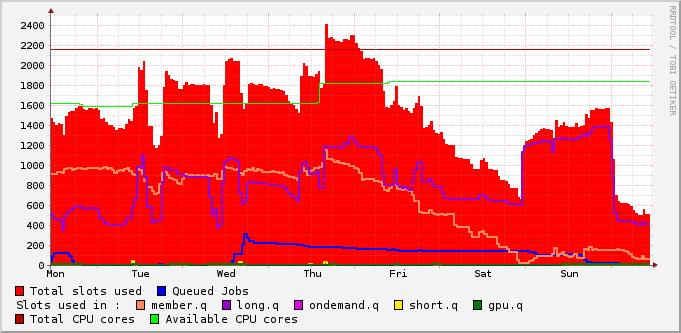 2400
2200
2000
1800
1600
1400
1200
1000
800
600
400
200
0
Mon Tue Wed Thu Fri Sat Sun
RRDTOOL / TOBI OETIKER
Total slots used Queued Jobs
Slots used in : member.q long.q ondemand.q short.q gpu.q
Total CPU cores Available CPU cores